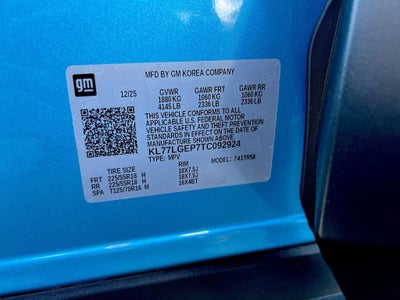 gm
MFD BY GM KOREA COMPANY
12/25 GVWR GAWR FRT GAWR RR
1880 KG 1060 KG 1060 KG
4145 LB 2336 LB 2336 LB
THIS VEHICLE CONFORMS TO ALL
APPLICABLE U.S. FEDERAL MOTOR
VEHICLE SAFETY AND THEFT
PREVENTION STANDARDS IN EFFECT
ON THE DATE OF
MANUFACTURE SHOWN ABOVE.
KL77LGEP7TC092924
TYPE: MPV MODEL: 741TR58
TIRE SIZE RIM
FRT 225/55R18 H 18X7.5J
RR 225/55R18 H 18X7.5J
SPA T125/70R16 M 16X4BT